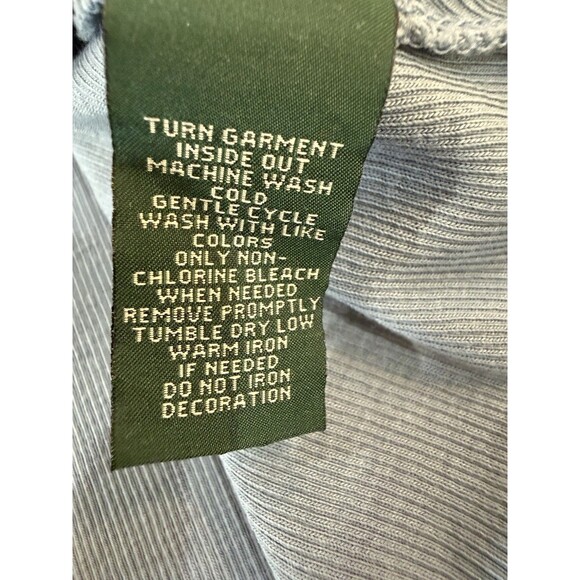 TURN GARMENT
INSIDE OUT
MACHINE WASH
COLD
GENTLE CYCLE
WASH WITH LIKE
COLORS
ONLY NON-
CHLORINE BLEACH
WHEN NEEDED
REMOVE PROMPTLY
TUMBLE DRY LOW
WARM IRON
IF NEEDED
DO NOT IRON
DECORATION